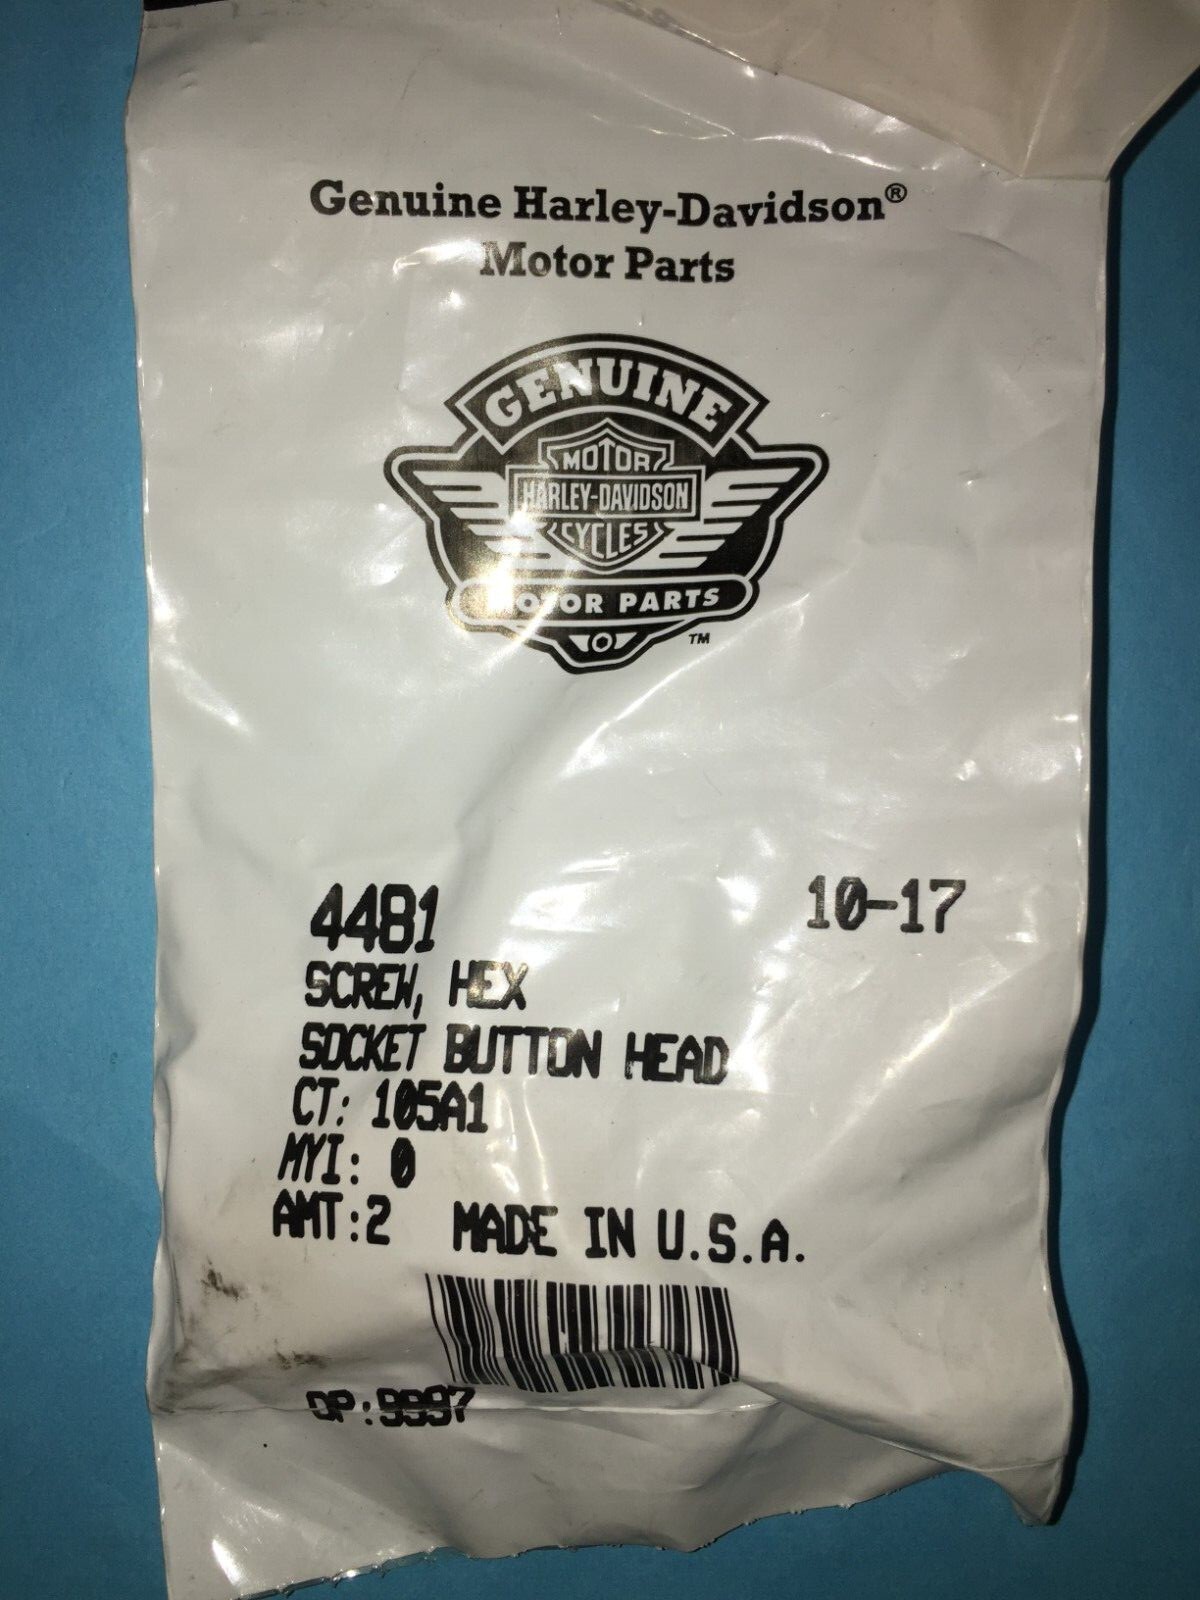 Genuine Harley-Davidson®
Motor Parts
GENUINE
MOTOR
HARLEY-DAVIDSON
CYCLES
MOTOR PARTS
TM
4481 10-17
SCREW, HEX
SOCKET BUTTON HEAD
CT: 105A1
MYI: 0
AMT:2 MADE IN U.S.A.
OP:9997